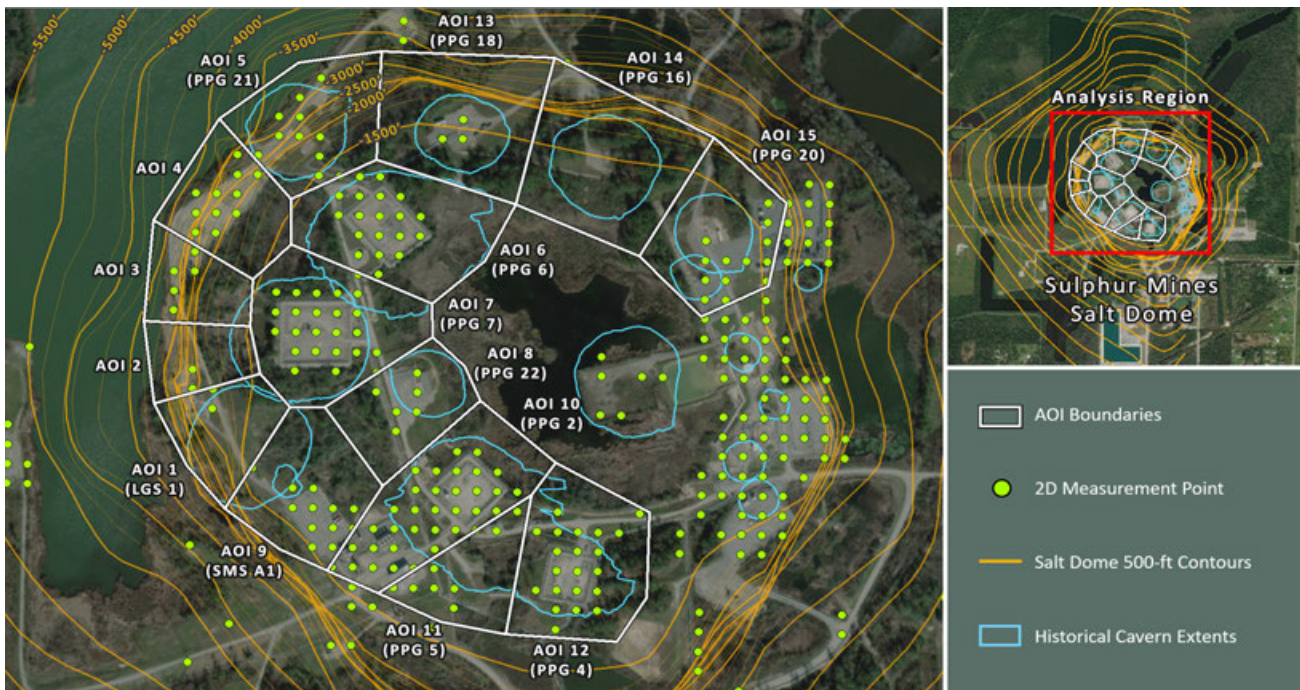 -5500'
-5000'
-4500'
-4000'
-3500'
-3000'
-2500'
-2000'
-1500'
AOI 13
(PPG 18)
AOI 5
(PPG 21)
AOI 14
(PPG 16)
AOI 15
(PPG 20)
AOI 4
AOI 3
AOI 6
(PPG 6)
AOI 7
(PPG 7)
AOI 2
AOI 8
(PPG 22)
AOI 10
(PPG 2)
AOI 1
(LGS 1)
AOI 9
(SMS A1)
AOI 11
(PPG 5)
AOI 12
(PPG 4)
Analysis Region
Sulphur Mines
Salt Dome
AOI Boundaries
2D Measurement Point
Salt Dome 500-ft Contours
Historical Cavern Extents